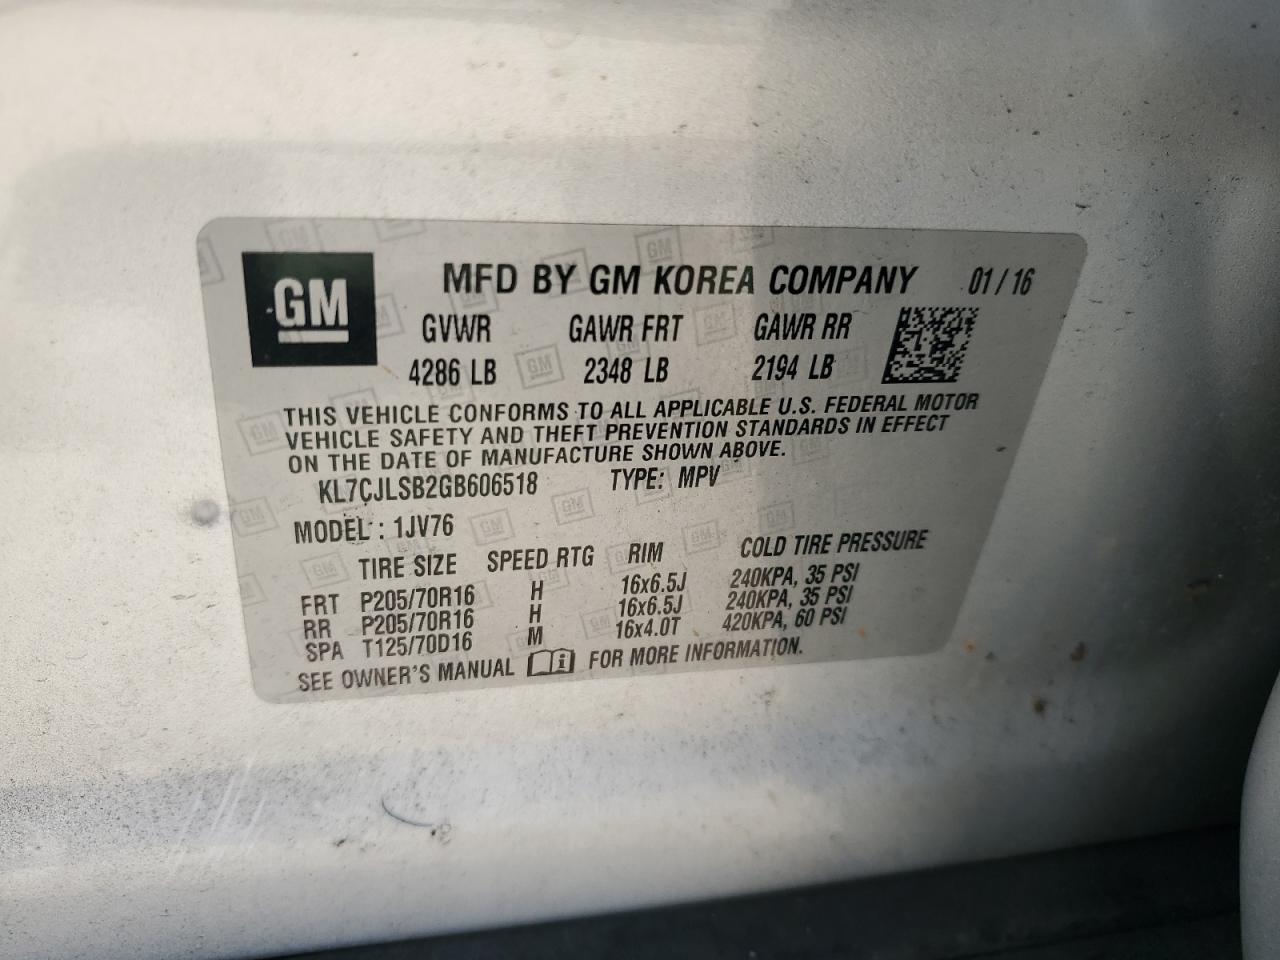 GM MFD BY GM KOREA COMPANY 01/16
GVWR GAWR FRT GAWR RR
4286 LB 2348 LB 2194 LB
THIS VEHICLE CONFORMS TO ALL APPLICABLE U.S. FEDERAL MOTOR
VEHICLE SAFETY AND THEFT PREVENTION STANDARDS IN EFFECT
ON THE DATE OF MANUFACTURE SHOWN ABOVE.
KL7CJLSB2GB606518 TYPE: MPV
MODEL : 1JV76
TIRE SIZE SPEED RTG RIM COLD TIRE PRESSURE
FRT P205/70R16 H 16x6.5J 240KPA, 35 PSI
RR P205/70R16 H 16x6.5J 240KPA, 35 PSI
SPA T125/70D16 M 16x4.0T 420KPA, 60 PSI
SEE OWNER'S MANUAL i FOR MORE INFORMATION.